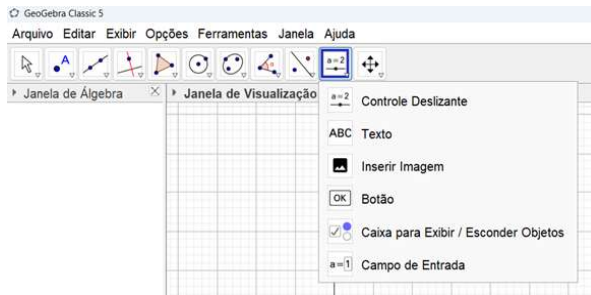 GeoGebra Classic 5
Arquivo Editar Exibir Opções Ferramentas Janela Ajuda
A
a=2
Janela de Álgebra
Janela de Visualização
a=2 Controle Deslizante
ABC Texto
Inserir Imagem
OK Botão
Caixa para Exibir / Esconder Objetos
a=1 Campo de Entrada